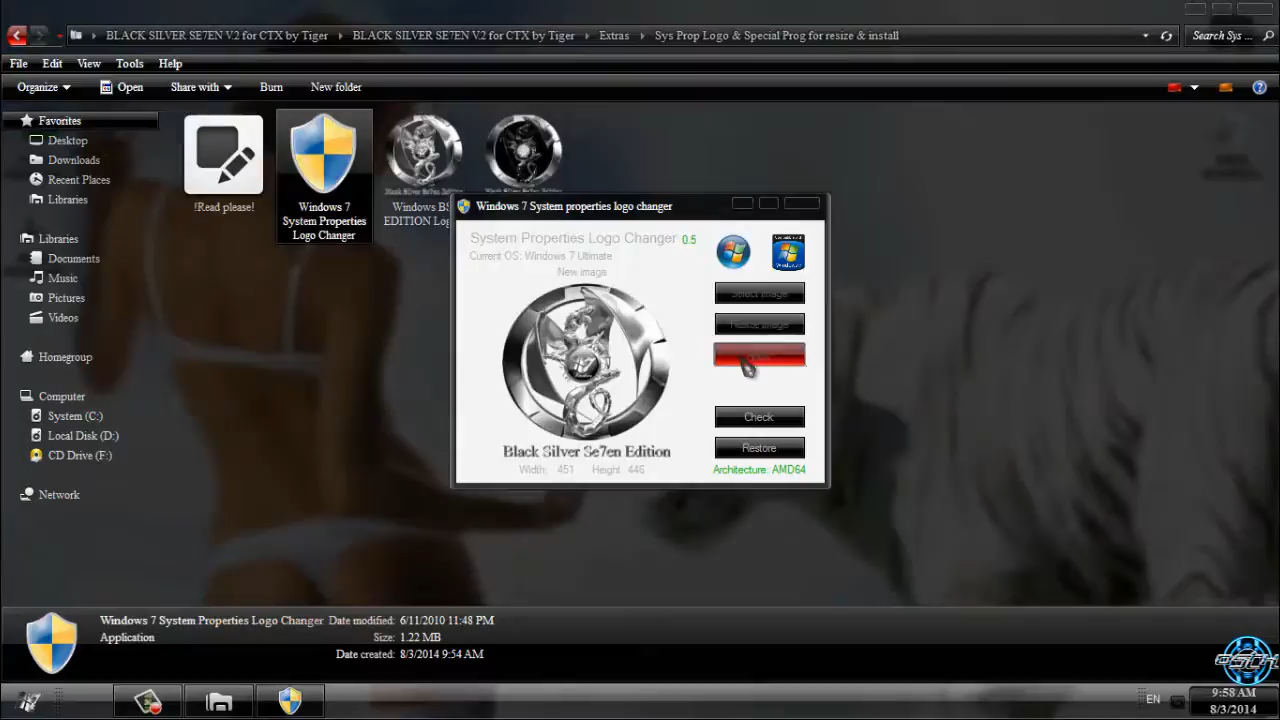 BLACK SILVER SE7EN V.2 for CTX by Tiger
BLACK SILVER SE7EN V.2 for CTX by Tiger
Extras
Sys Prop Logo & Special Prog for resize & install
Search Sys ...
File Edit View Tools Help
Organize Open Share with Burn New folder
Favorites
Desktop
Downloads
Recent Places
Libraries
Libraries
Documents
Music
Pictures
Videos
Homegroup
Computer
System (C:)
Local Disk (D:)
CD Drive (F:)
Network
!Read please!
Windows 7
System Properties
Logo Changer
Windows BS
EDITION Log
Black Silver Se7en Edition
Windows 7 System properties logo changer
System Properties Logo Changer 0.5
Current OS: Windows 7 Ultimate
New image
Select image
Resize image
Check
Restore
Black Silver Se7en Edition
Width: 451 Height 446
Architecture: AMD64
Windows 7 System Properties Logo Changer Date modified: 6/11/2010 11:48 PM
Application Size: 1.22 MB
Date created: 8/3/2014 9:54 AM
EN
9:58 AM
8/3/2014